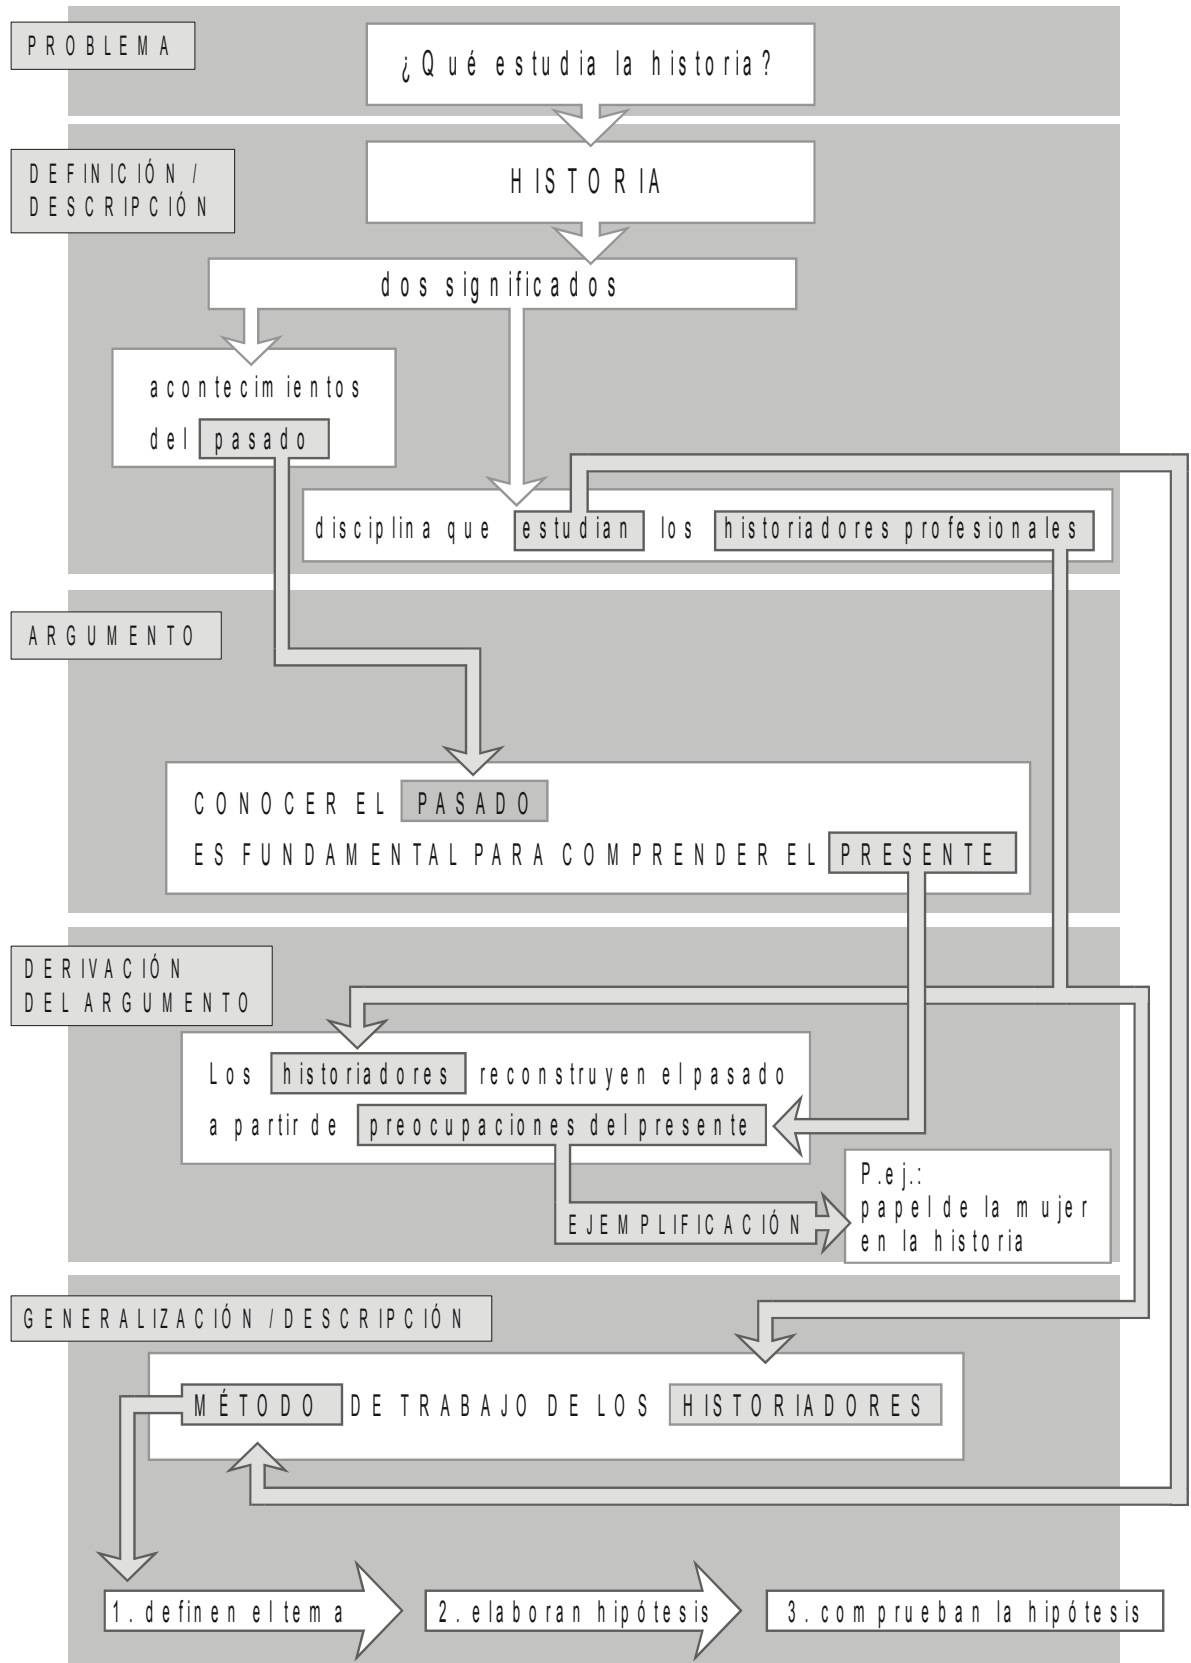 PROBLEMA
¿Qué estudia la historia?
DEFINICIÓN /
DESCRIPCIÓN
HISTORIA
dos significados
acontecimientos
del pasado
disciplina que estudian los historiadores profesionales
ARGUMENTO
CONOCER EL PASADO
ES FUNDAMENTAL PARA COMPRENDER EL PRESENTE
DERIVACIÓN
DEL ARGUMENTO
Los historiadores reconstruyen el pasado
a partir de preocupaciones del presente
EJEMPLIFICACIÓN
P.ej.:
papel de la mujer
en la historia
GENERALIZACIÓN / DESCRIPCIÓN
MÉTODO DE TRABAJO DE LOS HISTORIADORES
1. definen el tema
2. elaboran hipótesis
3. comprueban la hipótesis